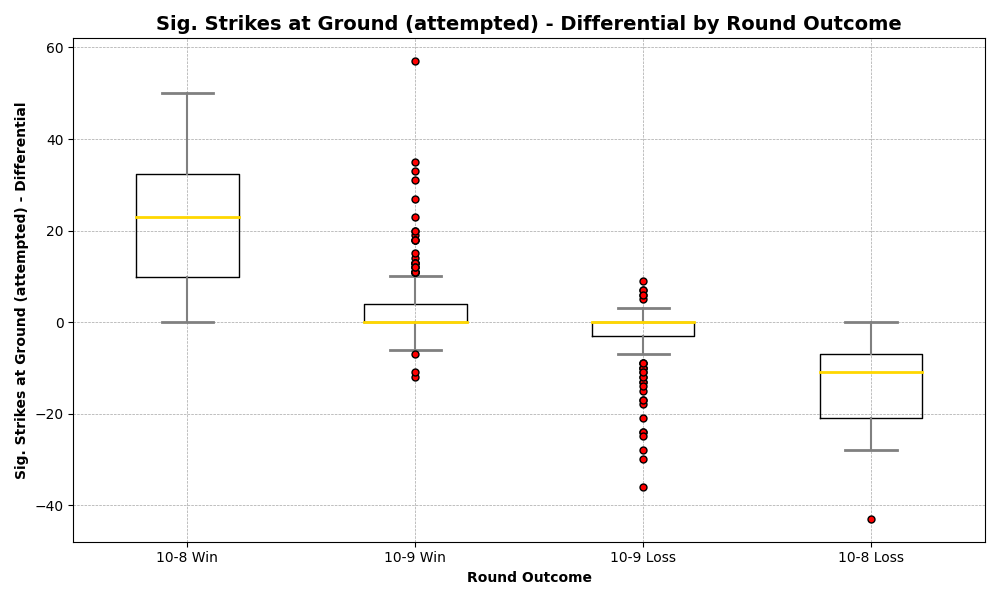 Sig. Strikes at Ground (attempted) - Differential by Round Outcome
Sig. Strikes at Ground (attempted) - Differential
60
40
20
0
−20
−40
10-8 Win
10-9 Win
10-9 Loss
10-8 Loss
Round Outcome